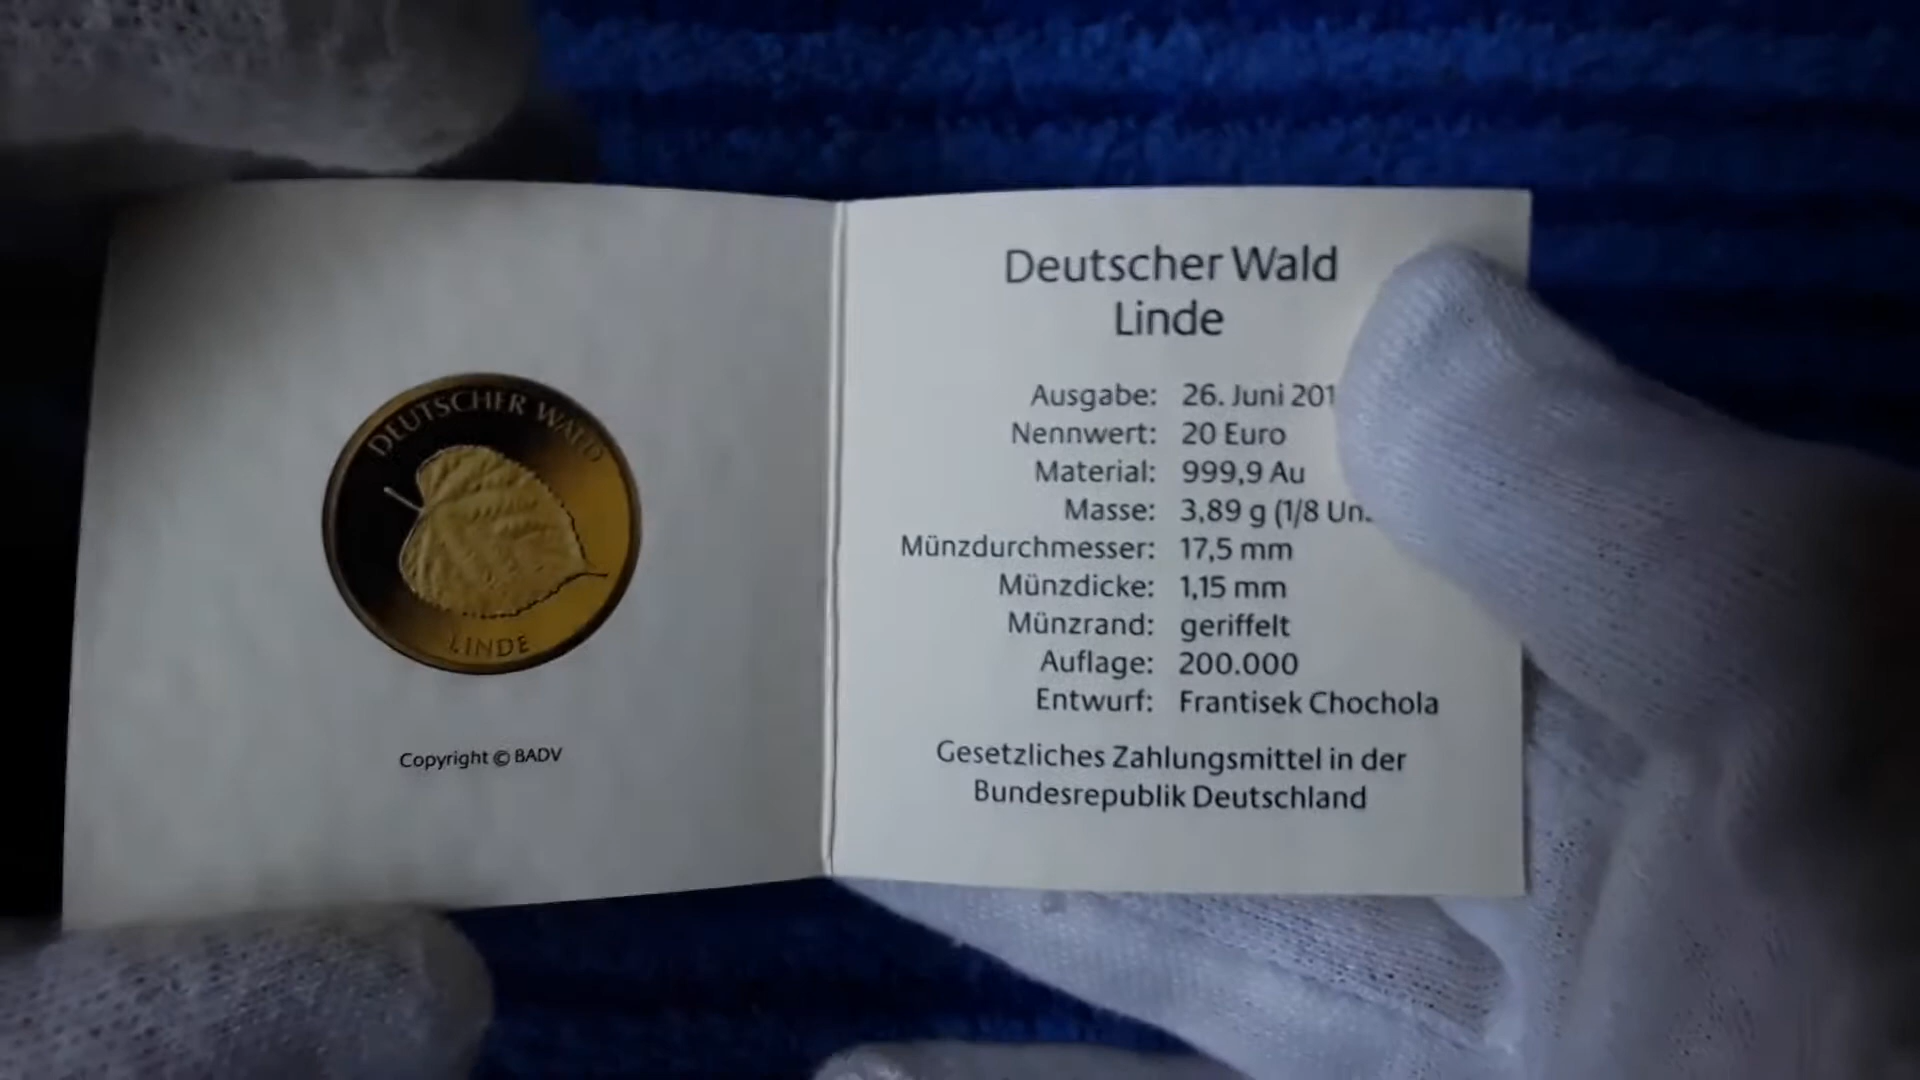 DEUTSCHER WALD
LINDE
Copyright © BADV
Deutscher Wald
Linde
Ausgabe: 26. Juni 201
Nennwert: 20 Euro
Material: 999,9 Au
Masse: 3,89 g (1/8 Un
Münzdurchmesser: 17,5 mm
Münzdicke: 1,15 mm
Münzrand: geriffelt
Auflage: 200.000
Entwurf: Frantisek Chochola
Gesetzliches Zahlungsmittel in der
Bundesrepublik Deutschland